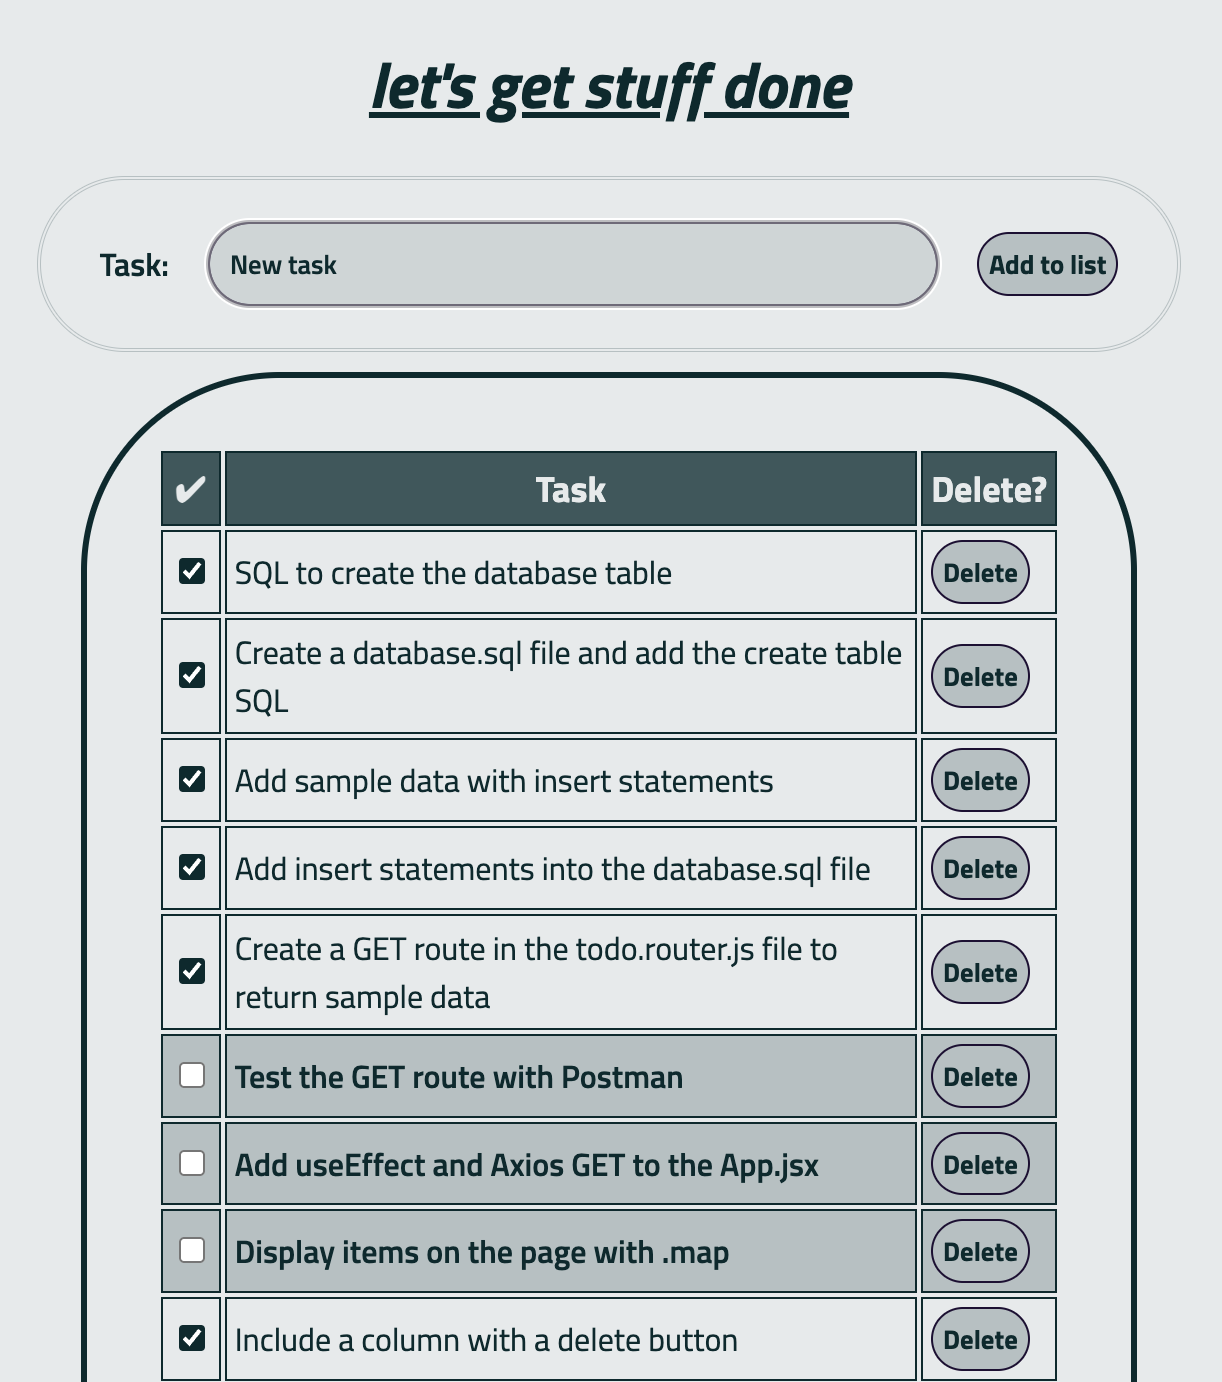 let's get stuff done
Task:
New task
Add to list
✔ Task Delete?
SQL to create the database table Delete
Create a database.sql file and add the create table
SQL
Delete
Add sample data with insert statements Delete
Add insert statements into the database.sql file Delete
Create a GET route in the todo.router.js file to
return sample data
Delete
Test the GET route with Postman Delete
Add useEffect and Axios GET to the App.jsx Delete
Display items on the page with .map Delete
Include a column with a delete button Delete